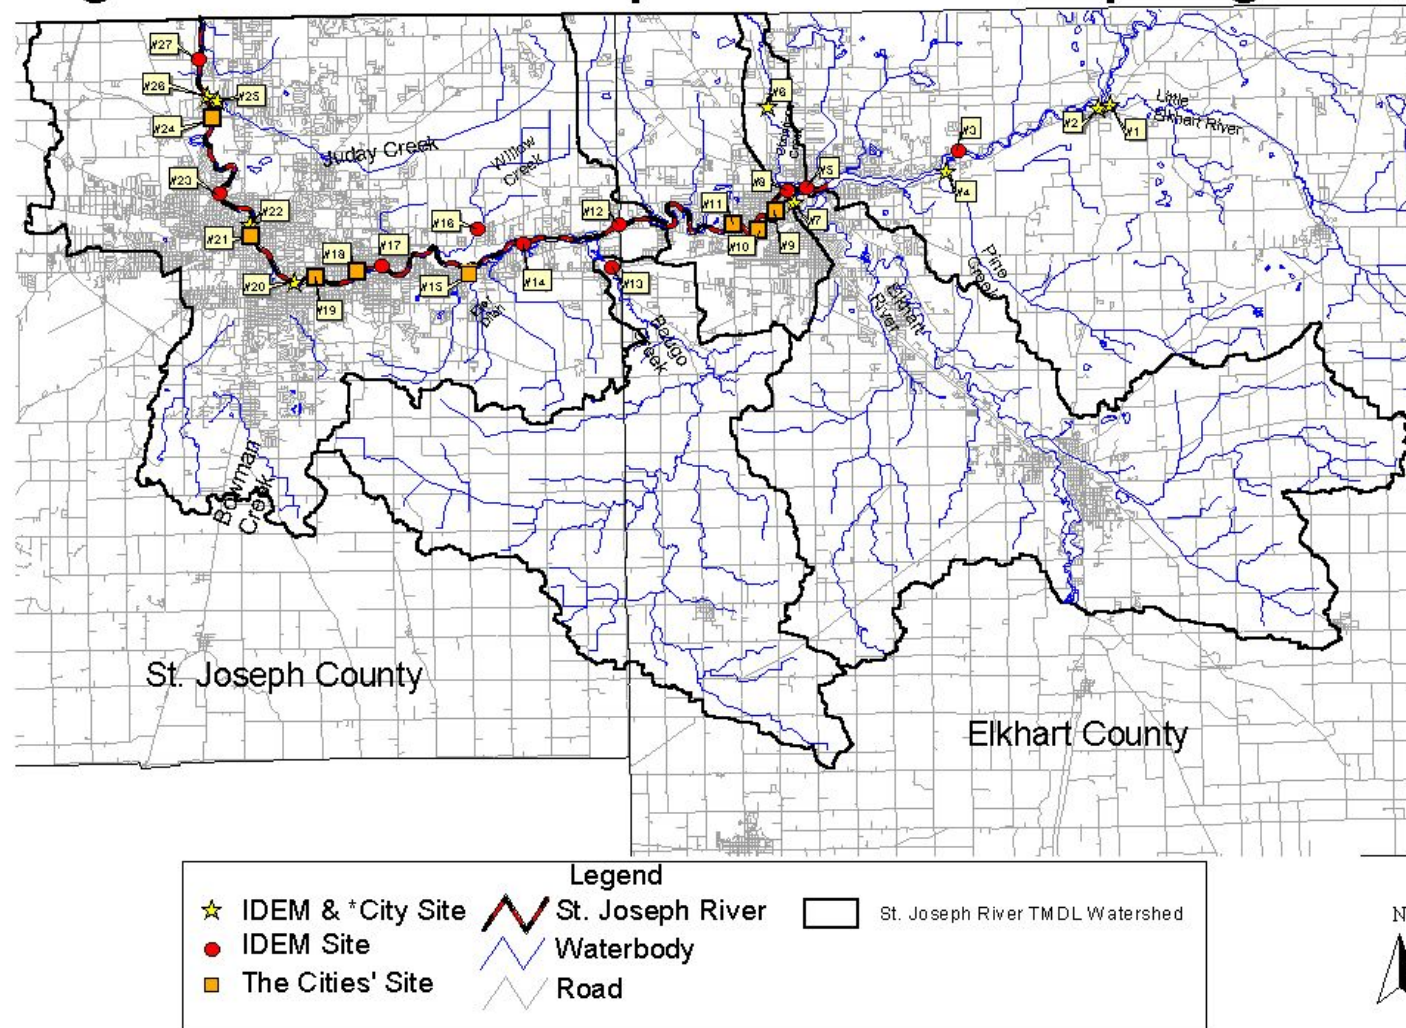 #27
#26
#25
#24
#6
#3
#2
#1
Little
Elkhart River
Juday Creek
Willow
Creek
#23
#8
#5
#4
#22
#21
#16
#12
#11
#7
#18
#17
#10
#9
#20
#15
#14
#13
#19
Pine
Creek
Elkhart
River
Baugo
Creek
Bowman
Creek
St. Joseph County
Elkhart County
Legend
IDEM & *City Site
St. Joseph River
St. Joseph River TMDL Watershed
IDEM Site
Waterbody
The Cities' Site
Road
N